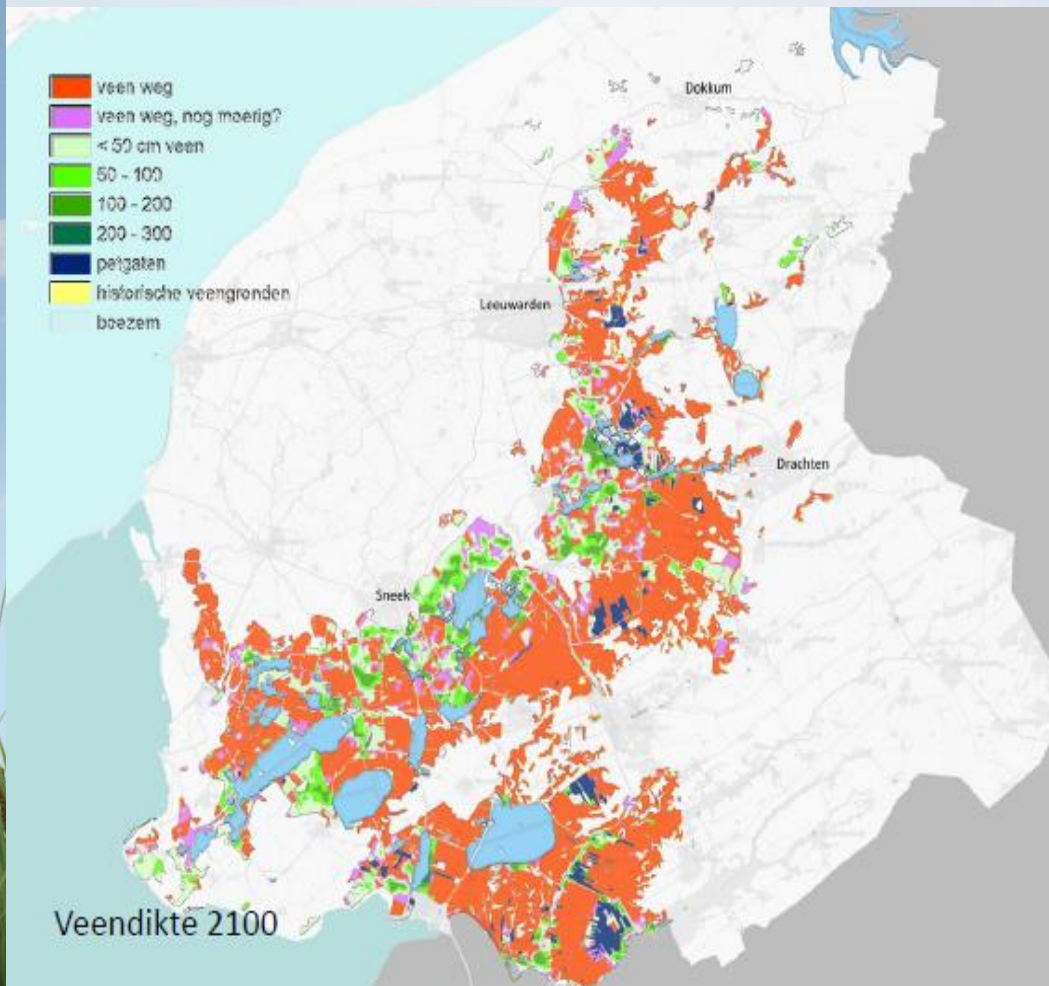 veen weg
veen weg, nog moerig?
< 50 cm veen
50 - 100
100 - 200
200 - 300
petgaten
historische veengronden
boezem
Dokkum
Leeuwarden
Drachten
Sneek
Veendikte 2100